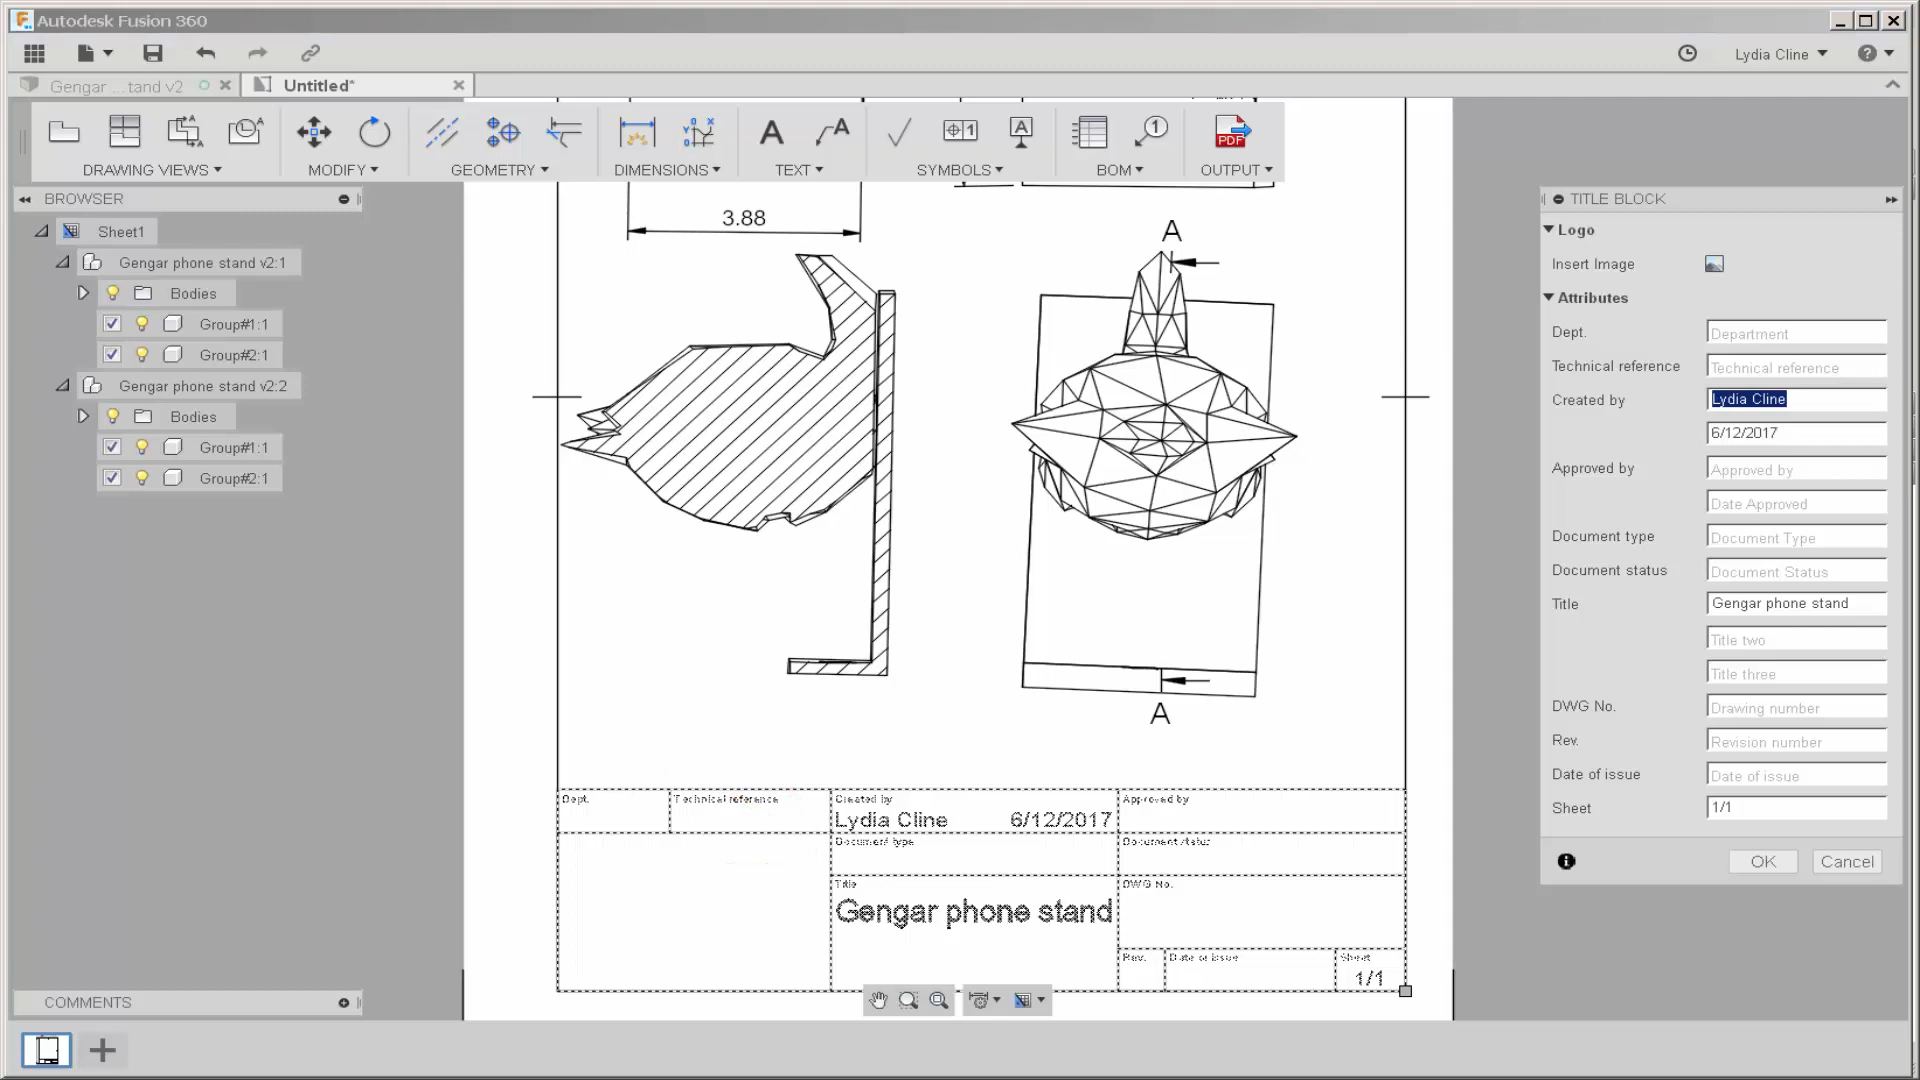 Autodesk Fusion 360
Lydia Cline
Gengar ...tand v2
Untitled*
DRAWING VIEWS
MODIFY
GEOMETRY
DIMENSIONS
TEXT
SYMBOLS
BOM
OUTPUT
PDF
BROWSER
Sheet1
Gengar phone stand v2:1
Bodies
Group#1:1
Group#2:1
Gengar phone stand v2:2
Bodies
Group#1:1
Group#2:1
COMMENTS
3.88
A
A
Dept.
Technical reference
Created by
Lydia Cline 6/12/2017
Approved by
Document type
Document status
Title
Gengar phone stand
DWG No.
Rev.
Date of issue
Sheet
1/1
TITLE BLOCK
Logo
Insert Image
Attributes
Dept. Department
Technical reference Technical reference
Created by Lydia Cline
6/12/2017
Approved by Approved by
Date Approved
Document type Document Type
Document status Document Status
Title Gengar phone stand
Title two
Title three
DWG No. Drawing number
Rev. Revision number
Date of issue Date of issue
Sheet 1/1
OK Cancel